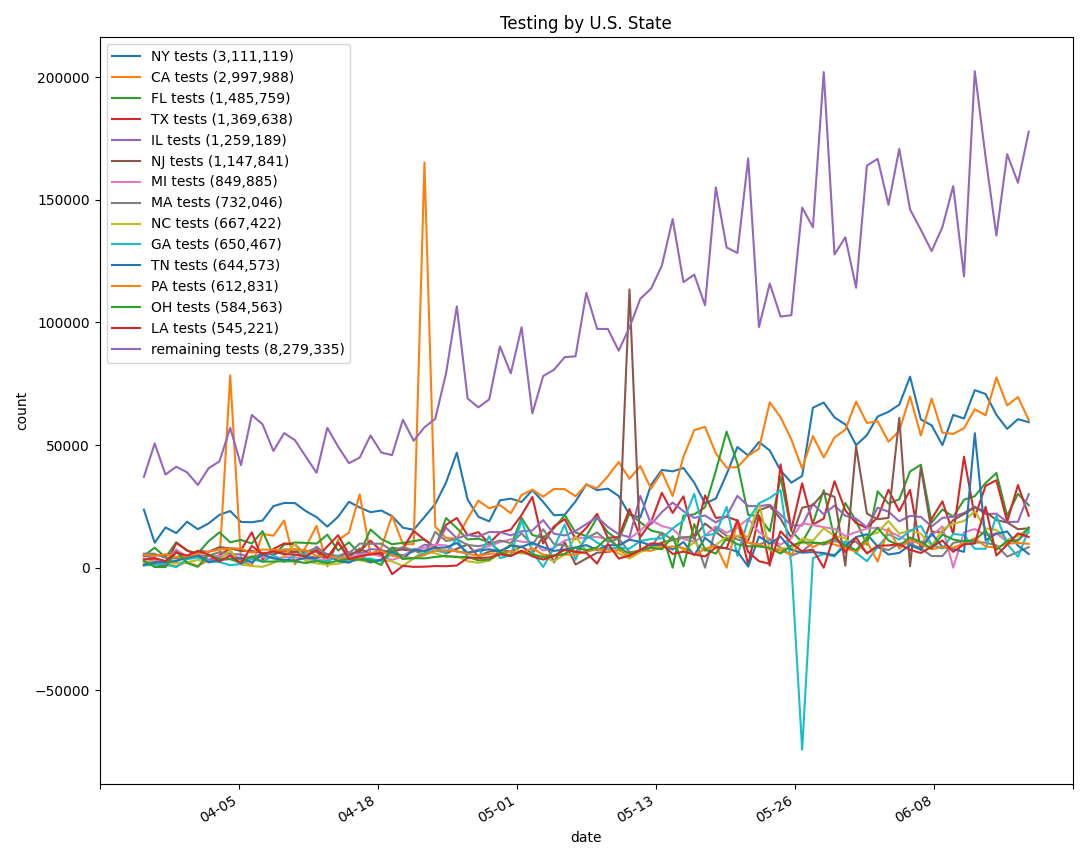 Testing by U.S. State
NY tests (3,111,119)
CA tests (2,997,988)
FL tests (1,485,759)
TX tests (1,369,638)
IL tests (1,259,189)
NJ tests (1,147,841)
MI tests (849,885)
MA tests (732,046)
NC tests (667,422)
GA tests (650,467)
TN tests (644,573)
PA tests (612,831)
OH tests (584,563)
LA tests (545,221)
remaining tests (8,279,335)
200000
150000
100000
50000
0
−50000
count
04-05
04-18
05-01
05-13
05-26
06-08
date